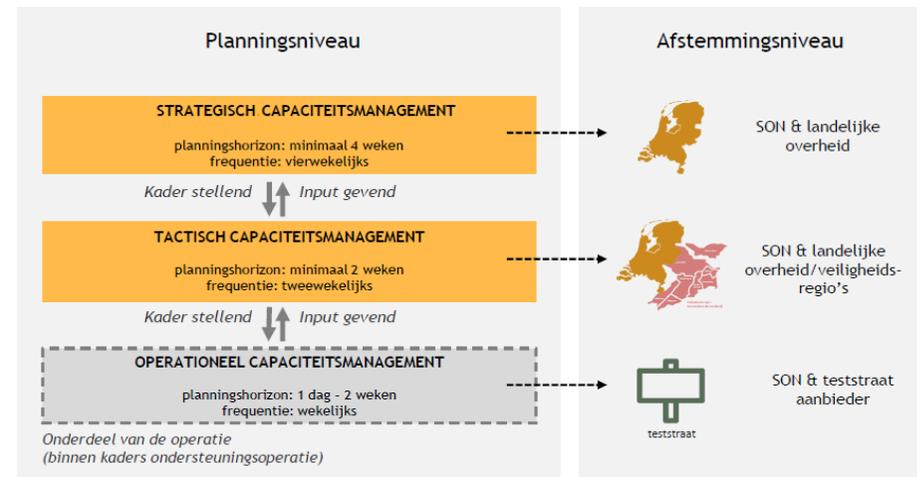 Planningsniveau
Afstemmingsniveau
STRATEGISCH CAPACITEITSMANAGEMENT
planningshorizon: minimaal 4 weken
frequentie: vierwekelijks
SON & landelijke
overheid
Kader stellend
Input gevend
TACTISCH CAPACITEITSMANAGEMENT
planningshorizon: minimaal 2 weken
frequentie: tweewekelijks
SON & landelijke
overheid/veiligheids-
regio's
Kader stellend
Input gevend
OPERATIONEEL CAPACITEITSMANAGEMENT
planningshorizon: 1 dag – 2 weken
frequentie: wekelijks
SON & teststraat
aanbieder
teststraat
Onderdeel van de operatie
(binnen kaders ondersteuningsoperatie)